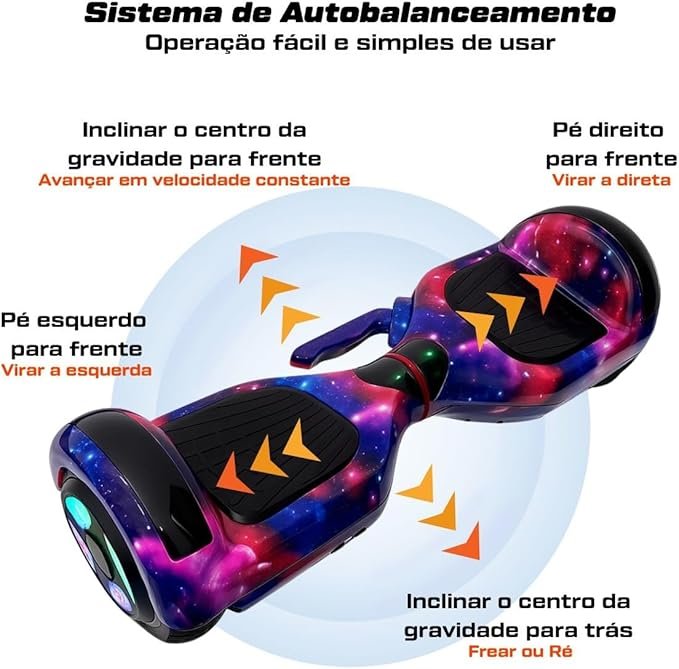 Sistema de Autobalanceamento
Operação fácil e simples de usar
Inclinar o centro da
gravidade para frente
Avançar em velocidade constante
Pé direito
para frente
Virar a direta
Pé esquerdo
para frente
Virar a esquerda
Inclinar o centro da
gravidade para trás
Frear ou Ré